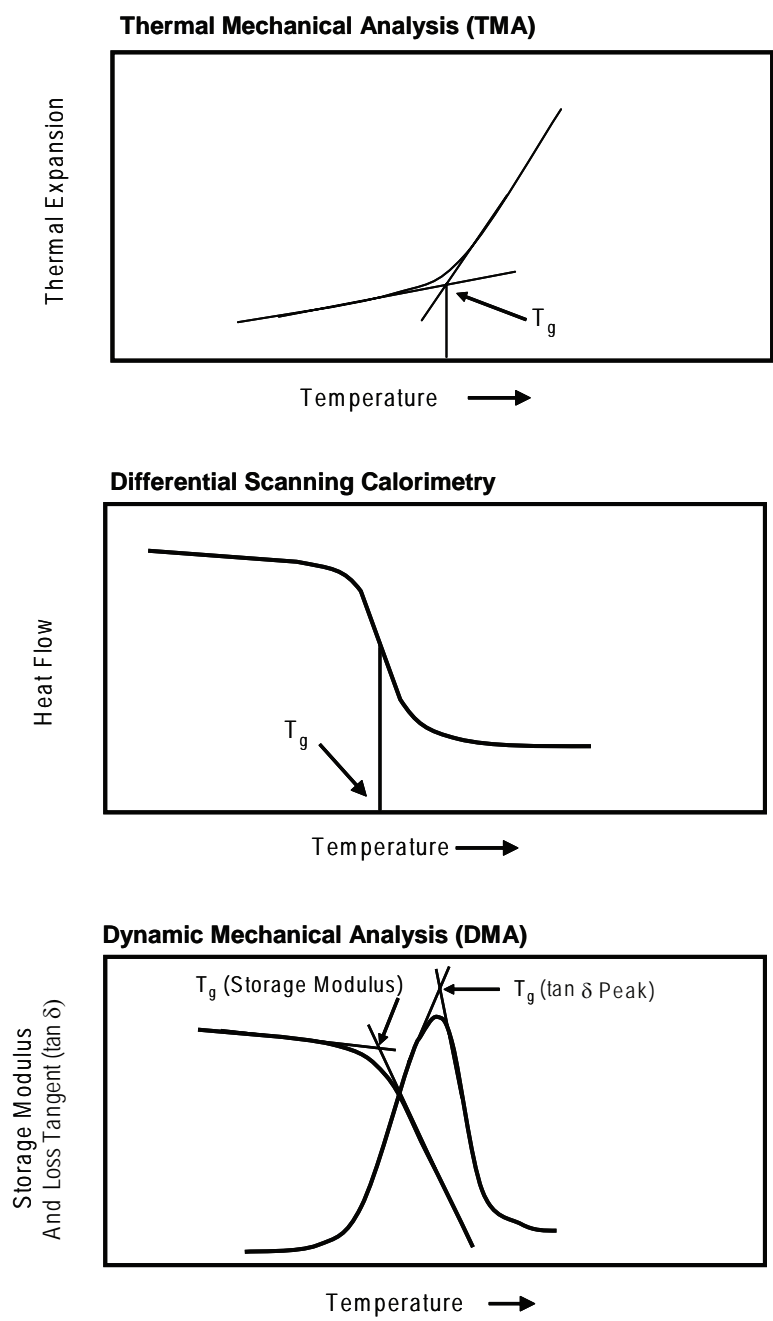 Thermal Mechanical Analysis (TMA)
Thermal Expansion
Tg
Temperature
Differential Scanning Calorimetry
Heat Flow
Tg
Temperature
Dynamic Mechanical Analysis (DMA)
Storage Modulus
And Loss Tangent (tan δ)
Tg (Storage Modulus)
Tg (tan δ Peak)
Temperature